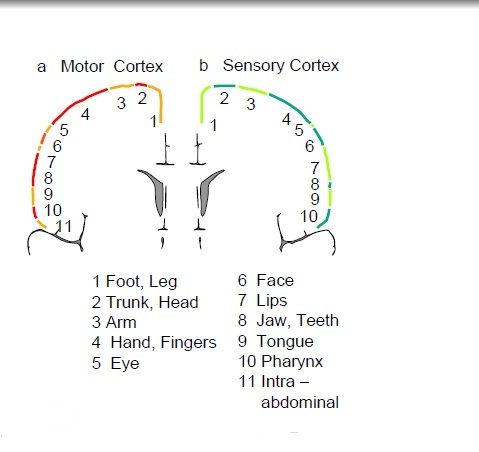 a Motor Cortex
b Sensory Cortex
1
2
3
4
5
6
7
8
9
10
11
1
2
3
4
5
6
7
8
9
10
1 Foot, Leg
2 Trunk, Head
3 Arm
4 Hand, Fingers
5 Eye
6 Face
7 Lips
8 Jaw, Teeth
9 Tongue
10 Pharynx
11 Intra –
abdominal